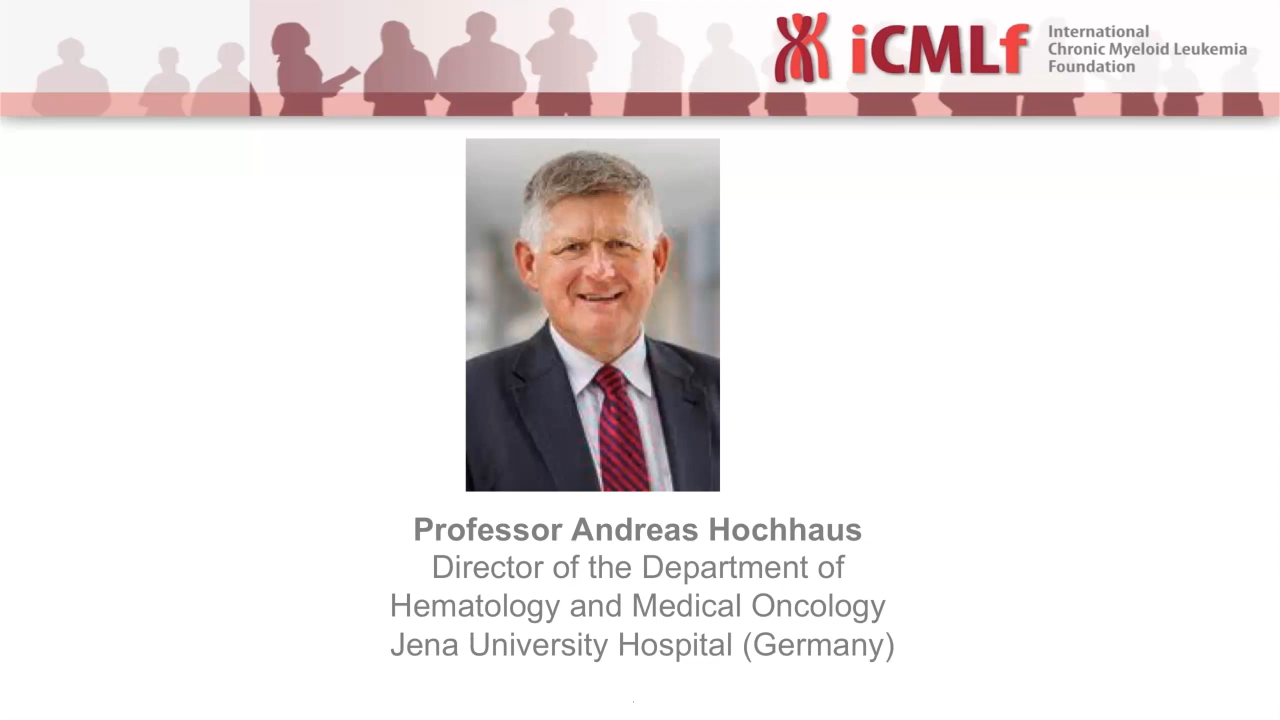 iCMLf
International
Chronic Myeloid Leukemia
Foundation
Professor Andreas Hochhaus
Director of the Department of
Hematology and Medical Oncology
Jena University Hospital (Germany)